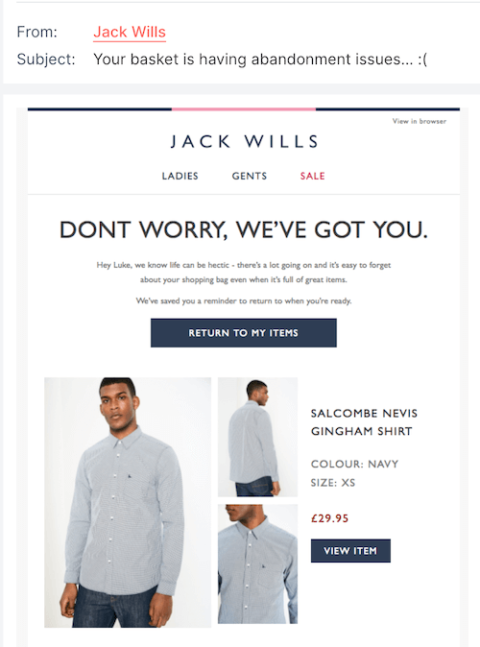 From: Jack Wills
Subject: Your basket is having abandonment issues... :(
View in browser
JACK WILLS
LADIES GENTS SALE
DONT WORRY, WE'VE GOT YOU.
Hey Luke, we know life can be hectic - there's a lot going on and it's easy to forget
about your shopping bag even when it's full of great items.
We've saved you a reminder to return to when you're ready.
RETURN TO MY ITEMS
SALCOMBE NEVIS
GINGHAM SHIRT
COLOUR: NAVY
SIZE: XS
£29.95
VIEW ITEM